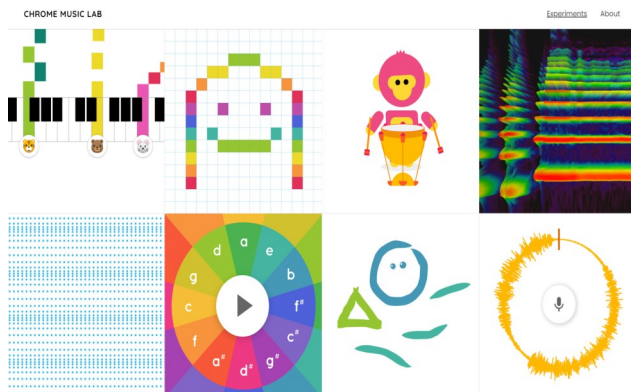 CHROME MUSIC LAB
Experiments About
a
d e
g b
c f#
f c#
a# g#
d#